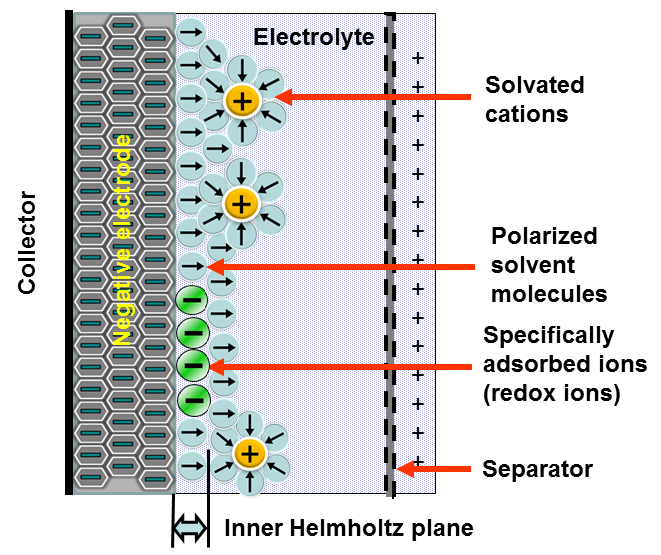 Electrolyte
Solvated
cations
Collector
Negative electrode
Polarized
solvent
molecules
Specifically
adsorbed ions
(redox ions)
Separator
Inner Helmholtz plane